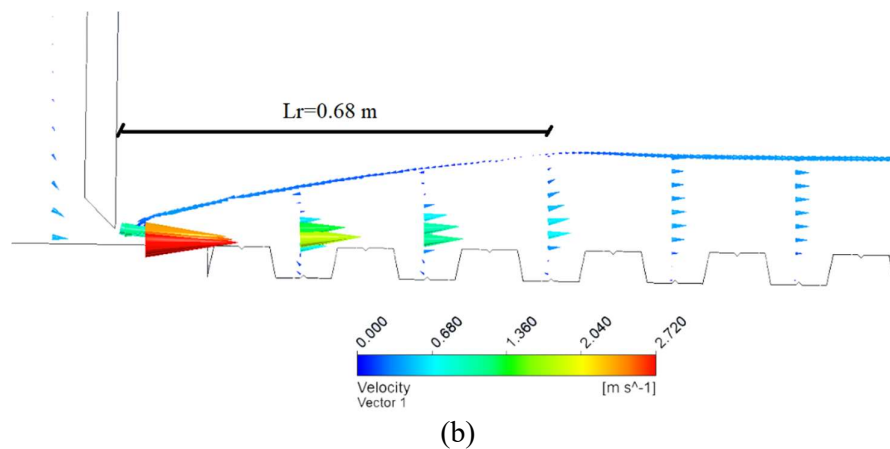 Lr=0.68 m
0.000
0.680
1.360
2.040
2.720
Velocity
[m s^-1]
Vector 1
(b)